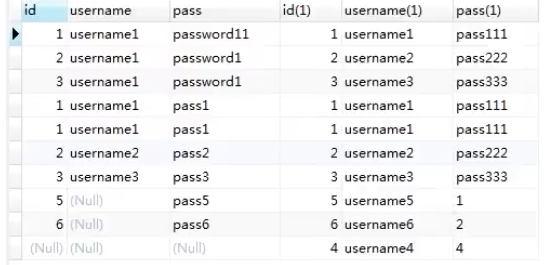 id username pass id(1) username(1) pass(1)
1 username1 password11 1 username1 pass111
2 username1 password1 2 username2 pass222
3 username1 password1 3 username3 pass333
1 username1 pass1 1 username1 pass111
1 username1 pass1 1 username1 pass111
2 username2 pass2 2 username2 pass222
3 username3 pass3 3 username3 pass333
5 (Null) pass5 5 username5 1
6 (Null) pass6 6 username6 2
(Null) (Null) (Null) 4 username4 4